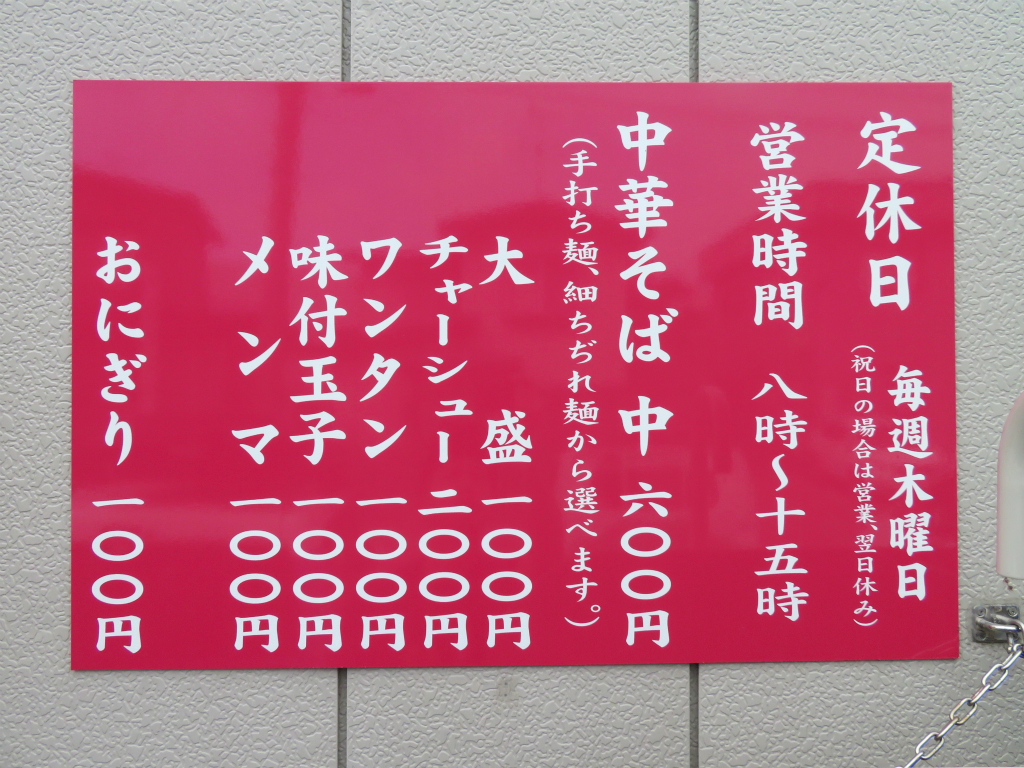 定休日 毎週木曜日
(祝日の場合は営業、翌日休み)
営業時間 八時～十五時
中華そば 中 六〇〇円
(手打ち麺、細ちぢれ麺から選べます。)
大盛 一〇〇円
チャーシュー 二〇〇円
ワンタン 一〇〇円
味付玉子 一〇〇円
メンマ 一〇〇円
おにぎり 一〇〇円